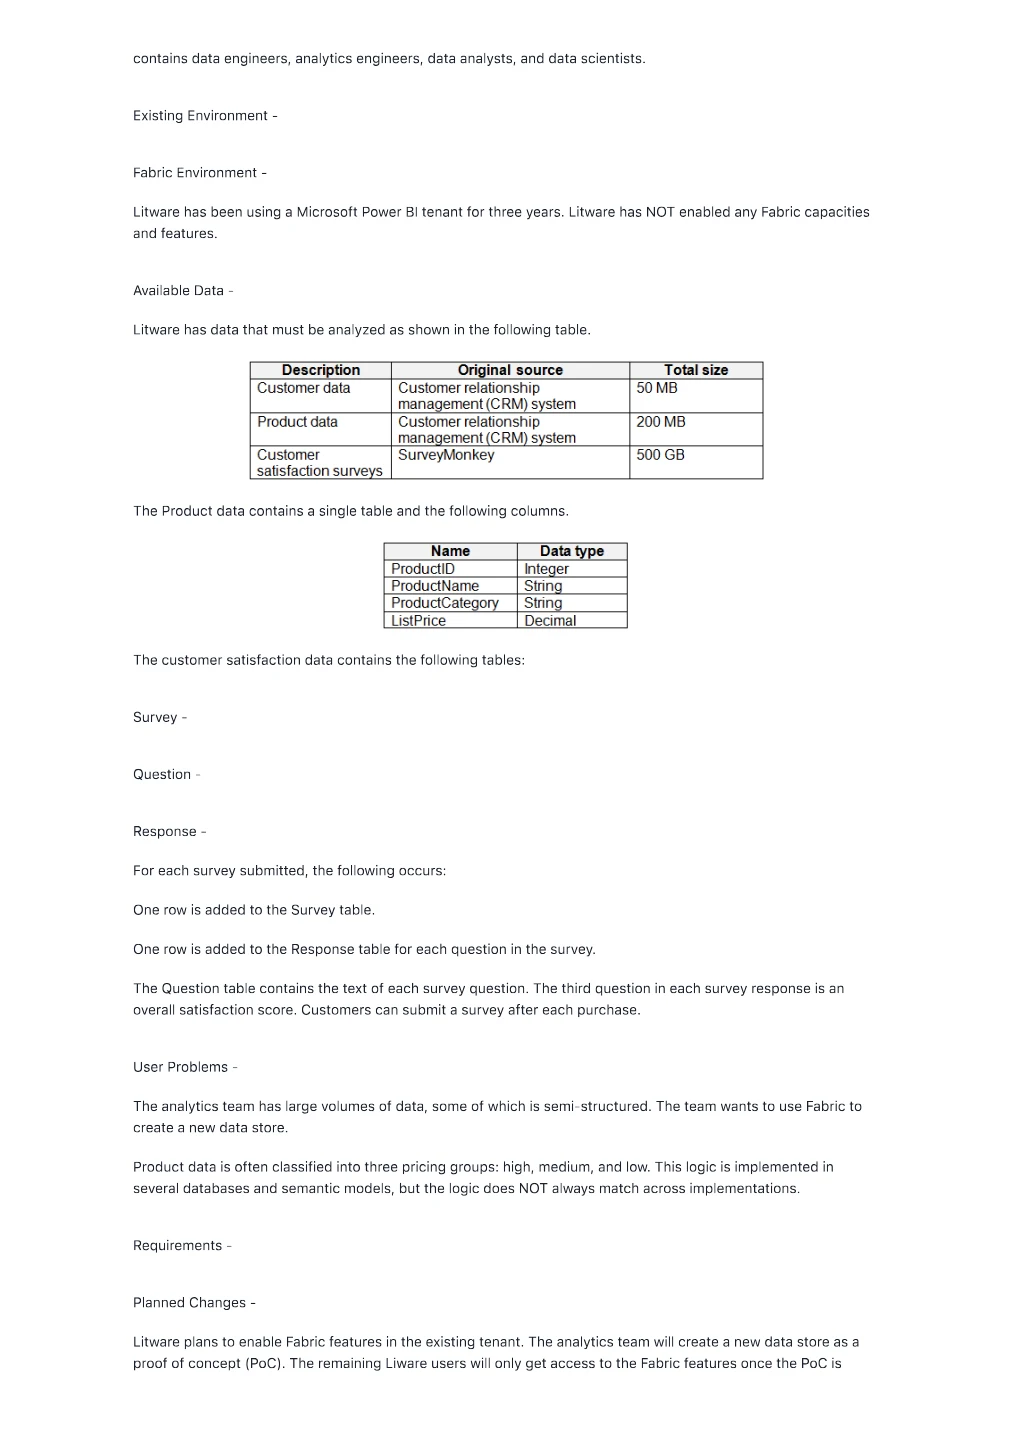 contains data engineers, analytics engineers, data analysts, and data scientists.
Existing Environment -
Fabric Environment -
Litware has been using a Microsoft Power BI tenant for three years. Litware has NOT enabled any Fabric capacities
and features.
Available Data -
Litware has data that must be analyzed as shown in the following table.
Description Original source Total size
Customer data Customer relationship 50 MB
management (CRM) system
Product data Customer relationship 200 MB
management (CRM) system
Customer SurveyMonkey 500 GB
satisfaction surveys
The Product data contains a single table and the following columns.
Name Data type
ProductID Integer
ProductName String
ProductCategory String
ListPrice Decimal
The customer satisfaction data contains the following tables:
Survey -
Question -
Response -
For each survey submitted, the following occurs:
One row is added to the Survey table.
One row is added to the Response table for each question in the survey.
The Question table contains the text of each survey question. The third question in each survey response is an
overall satisfaction score. Customers can submit a survey after each purchase.
User Problems -
The analytics team has large volumes of data, some of which is semi-structured. The team wants to use Fabric to
create a new data store.
Product data is often classified into three pricing groups: high, medium, and low. This logic is implemented in
several databases and semantic models, but the logic does NOT always match across implementations.
Requirements -
Planned Changes -
Litware plans to enable Fabric features in the existing tenant. The analytics team will create a new data store as a
proof of concept (PoC). The remaining Liware users will only get access to the Fabric features once the PoC is